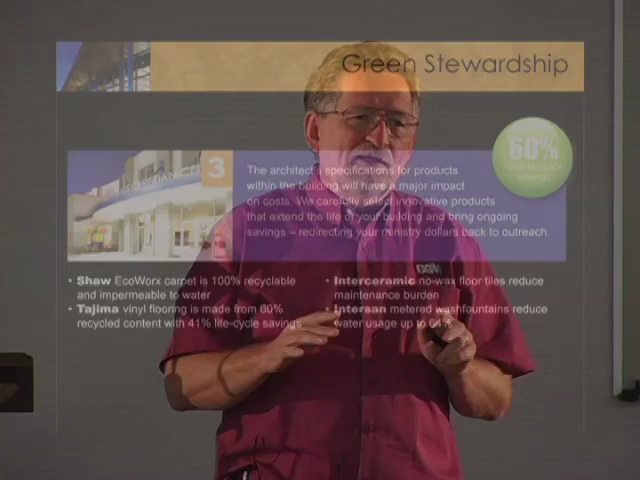 Green Stewardship
60%
3
The architect's specifications for products
within the building will have a major impact
on costs. We carefully select products
that extend the life of your building and bring ongoing
savings – redirecting your ministry dollars back to outreach.
• Shaw EcoWorx carpet is 100% recyclable
and impermeable to water
• Tajima vinyl flooring is made from 60%
recycled content with 41% life-cycle savings
• Interceramic no-wax floor tiles reduce
maintenance burden
• Intersan metered washfountains reduce
water usage up to